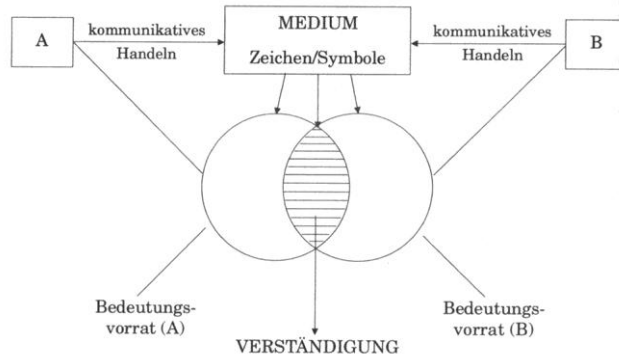 A
kommunikatives
Handeln
MEDIUM
Zeichen/Symbole
kommunikatives
Handeln
B
Bedeutungs-
vorrat (A)
Bedeutungs-
vorrat (B)
VERSTÄNDIGUNG